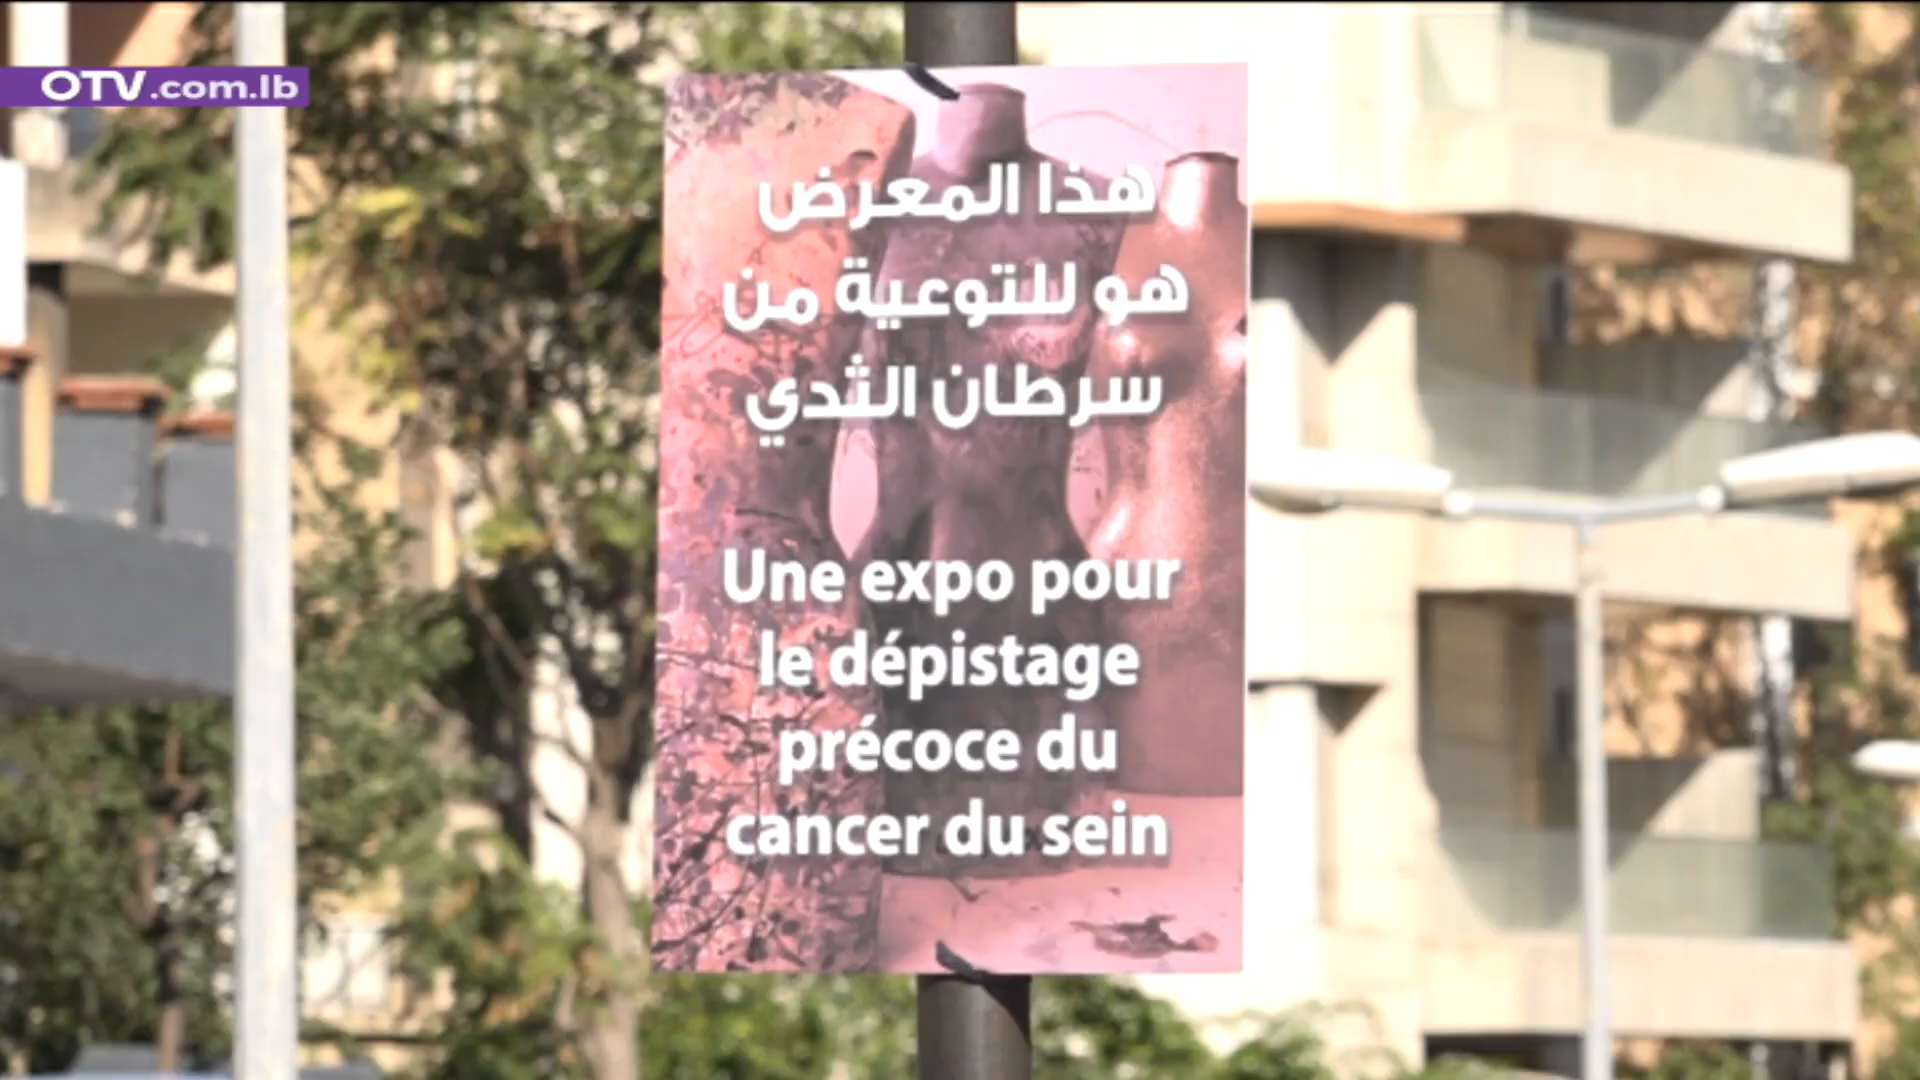 OTV.com.lb
هذا المعرض
هو للتوعية من
سرطان الثدي
Une expo pour
le dépistage
précoce du
cancer du sein